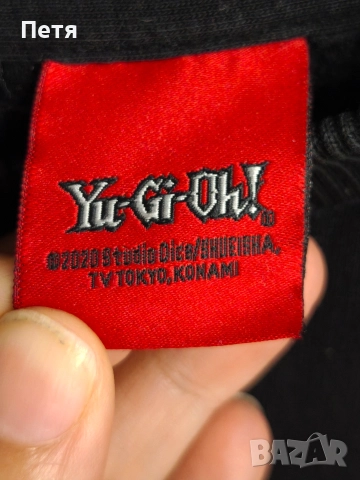 Петя
Yu-Gi-Oh!
©2020 Studio Dice/SHUEISHA,
TV TOKYO, KONAMI
BAZAR